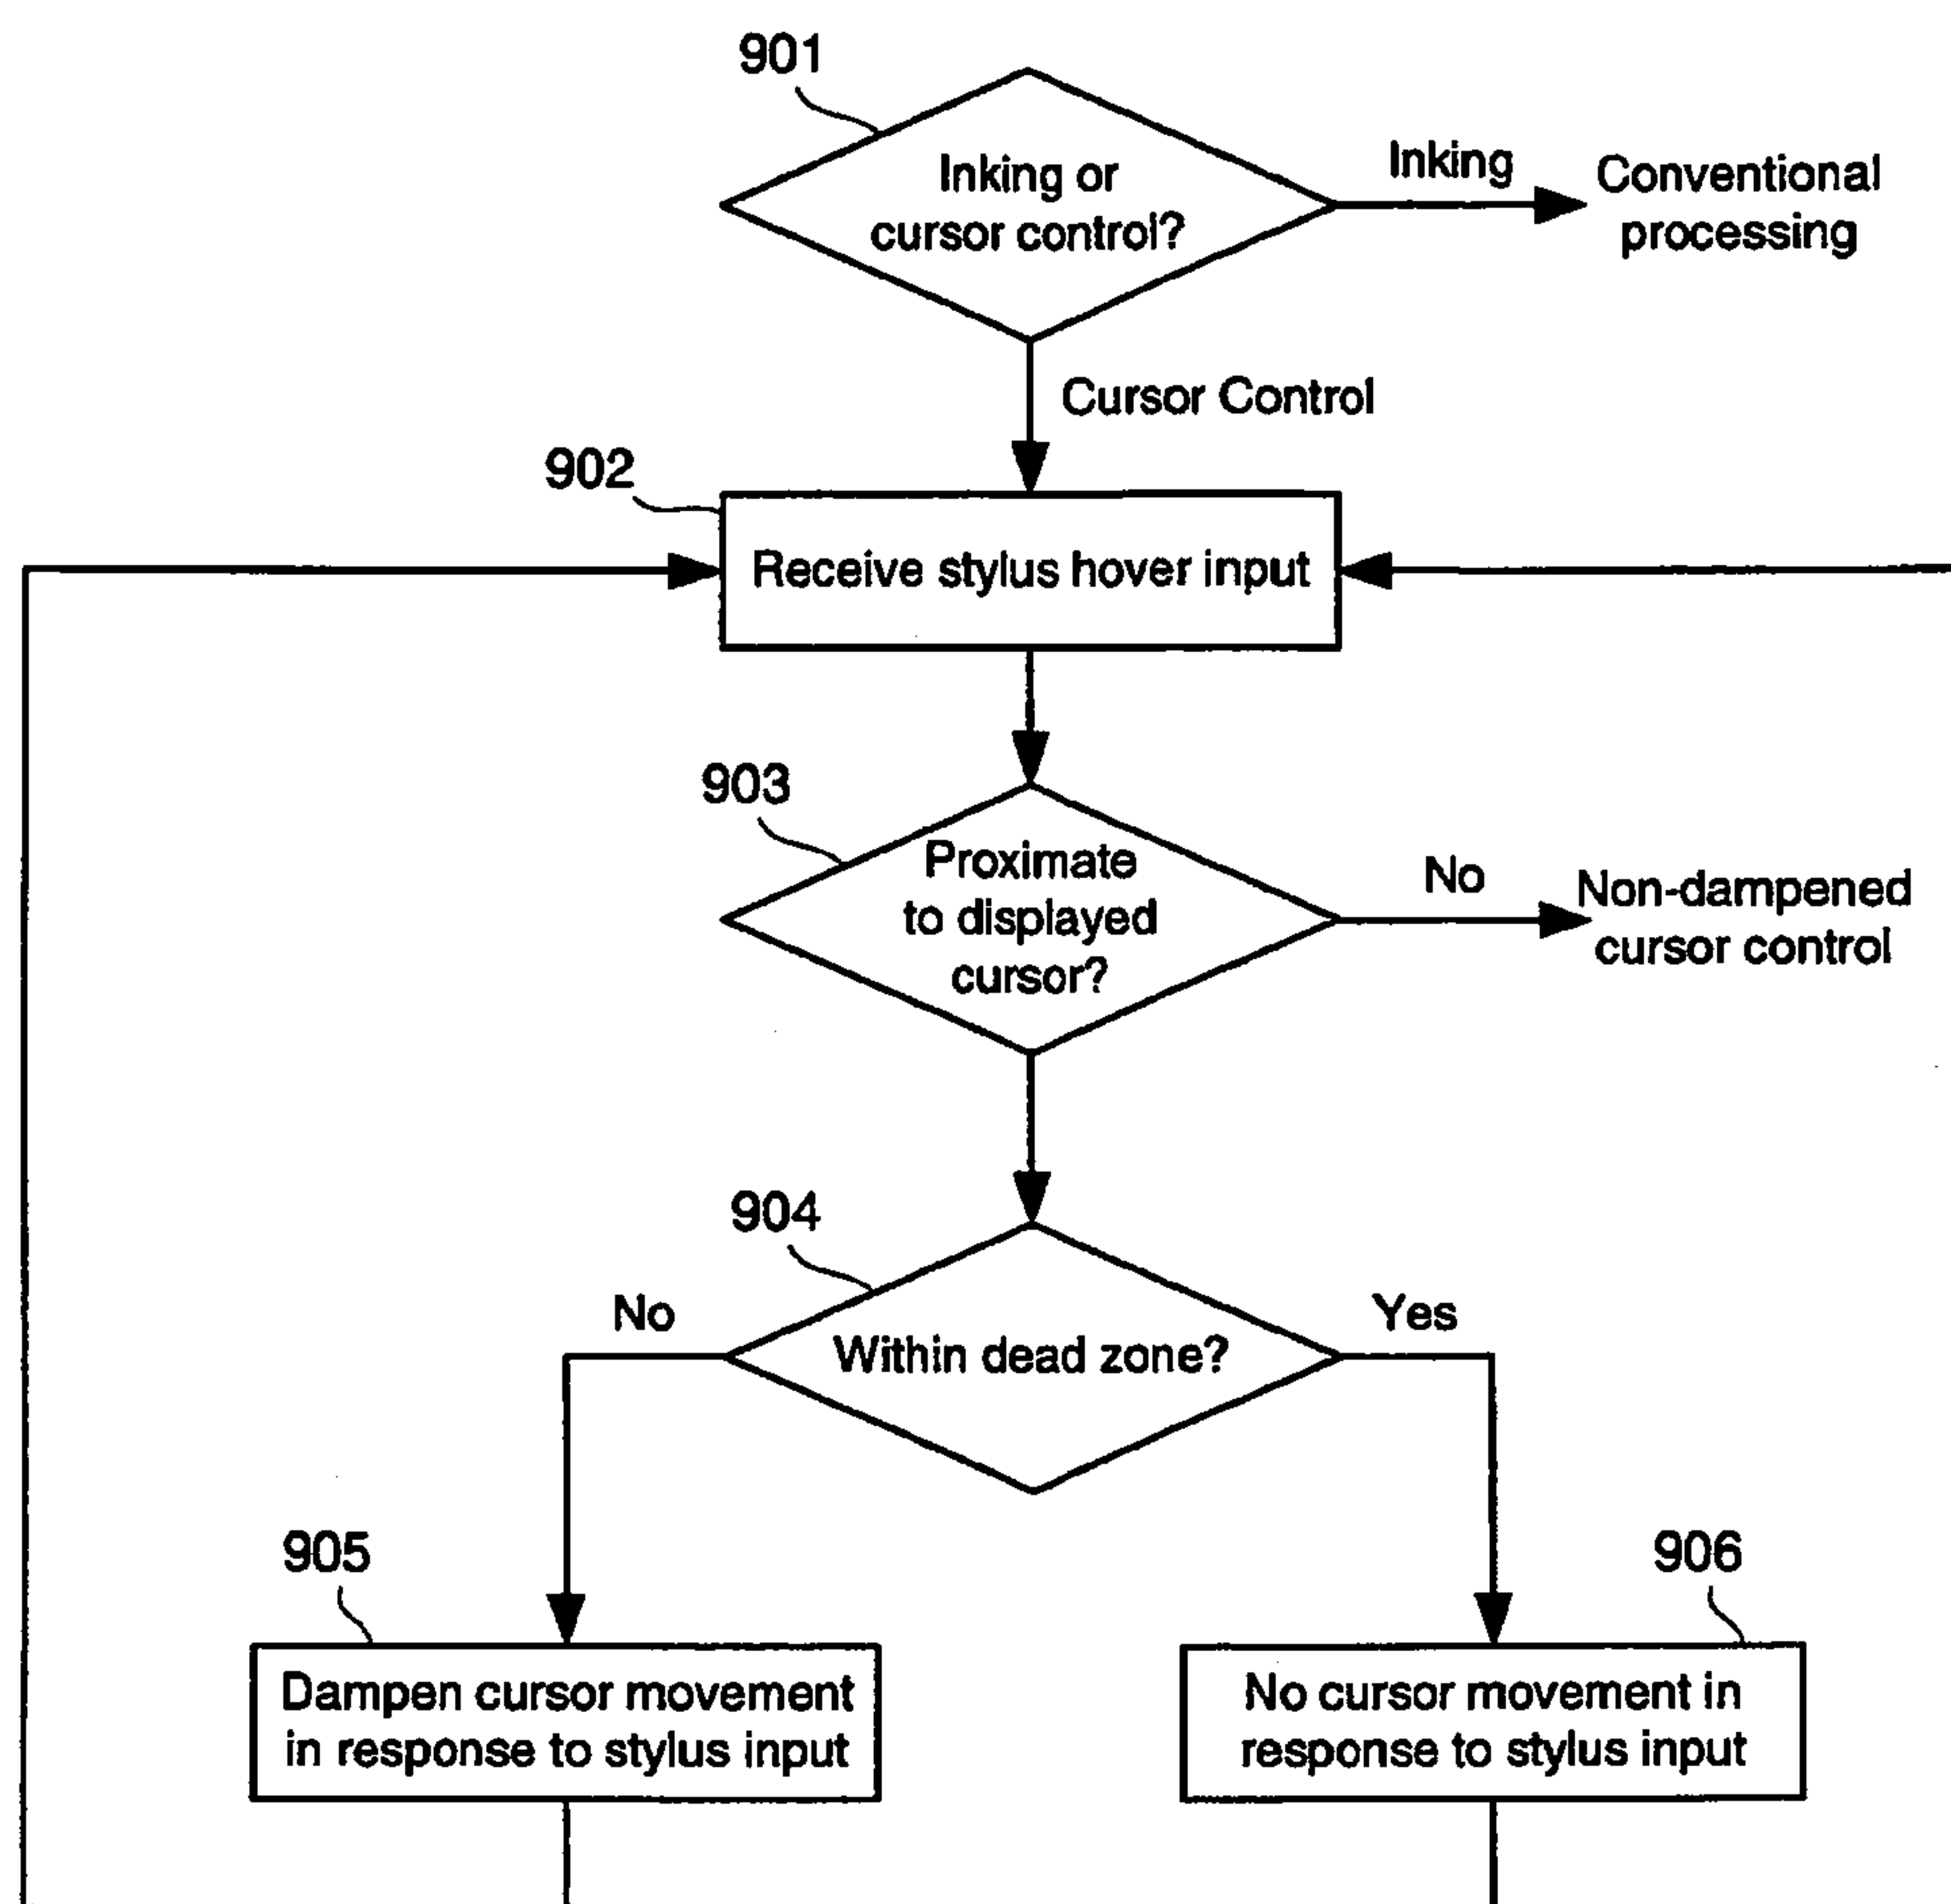 901
Inking or
cursor control?
Inking
Conventional
processing
Cursor Control
902
Receive stylus hover input
903
Proximate
to displayed
cursor?
No
Non-dampened
cursor control
904
No
Within dead zone?
Yes
905
906
Dampen cursor movement
in response to stylus input
No cursor movement in
response to stylus input